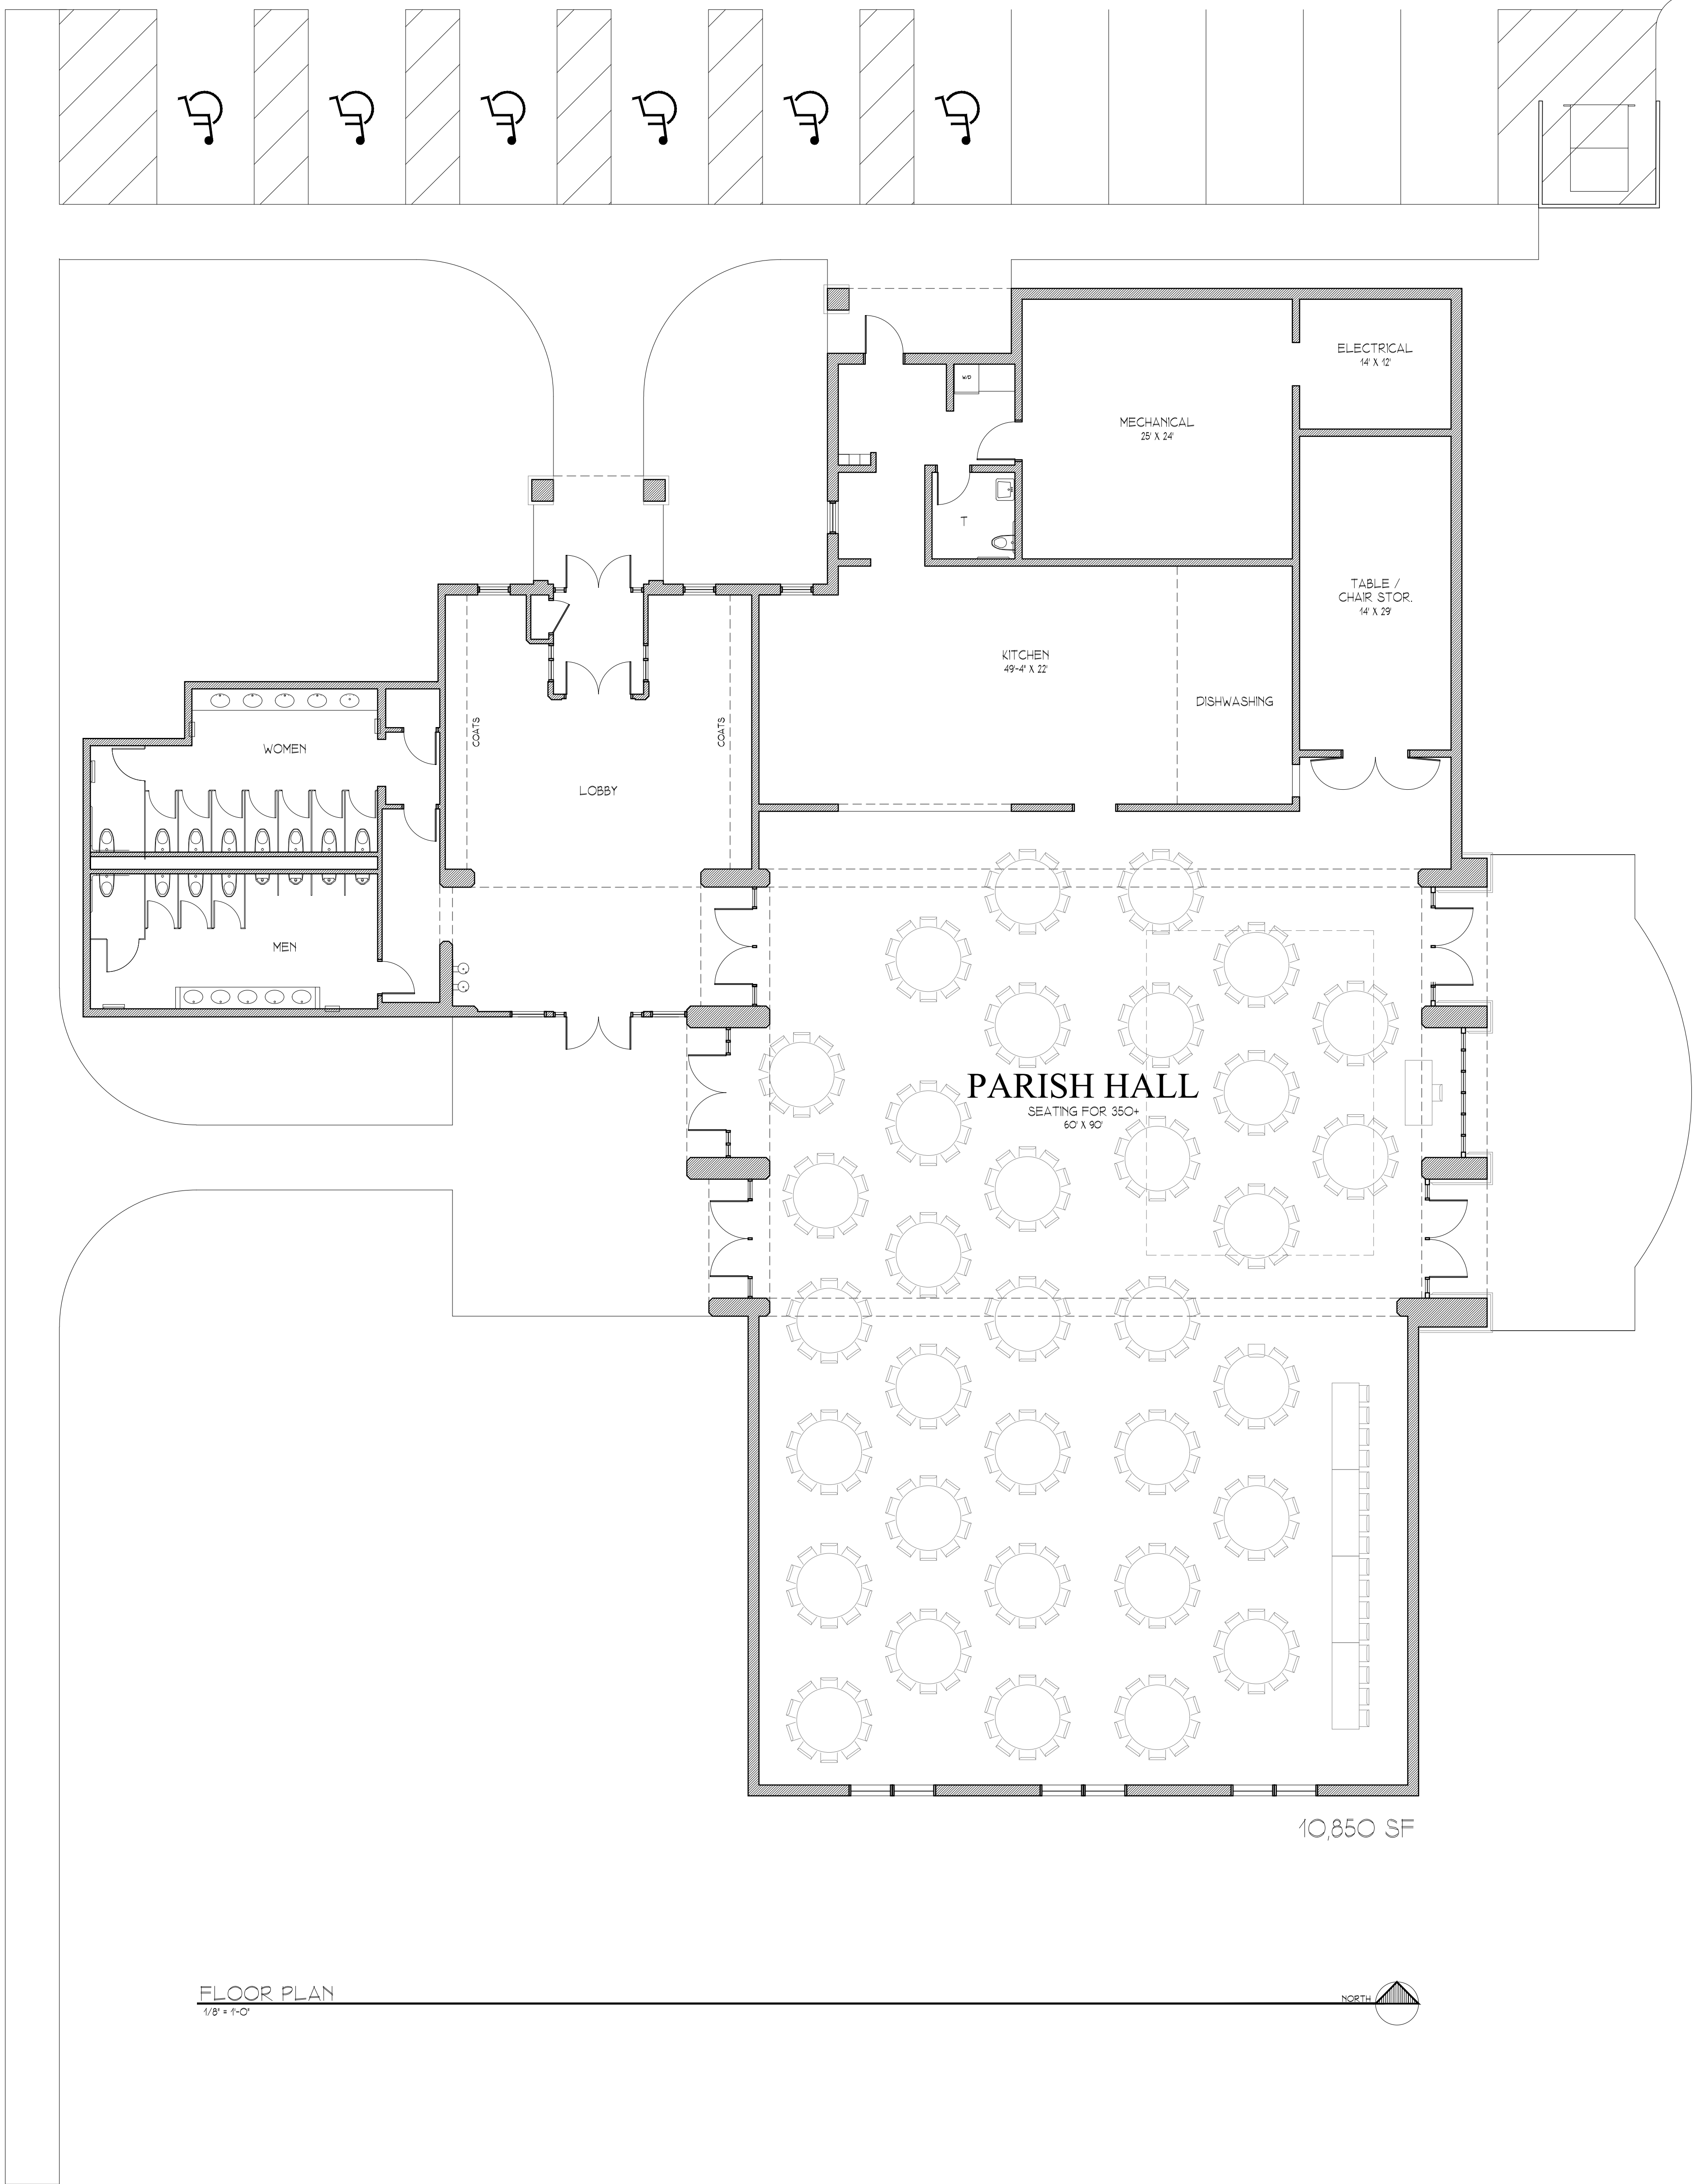 W/D
ELECTRICAL
14' X 12'
MECHANICAL
25' X 24'
T
TABLE /
CHAIR STOR.
14' X 29'
KITCHEN
49'-4" X 22'
DISHWASHING
COATS
COATS
WOMEN
LOBBY
MEN
PARISH HALL
SEATING FOR 350+
60' X 90'
10,850 SF
FLOOR PLAN
1/8" = 1'-0"
NORTH